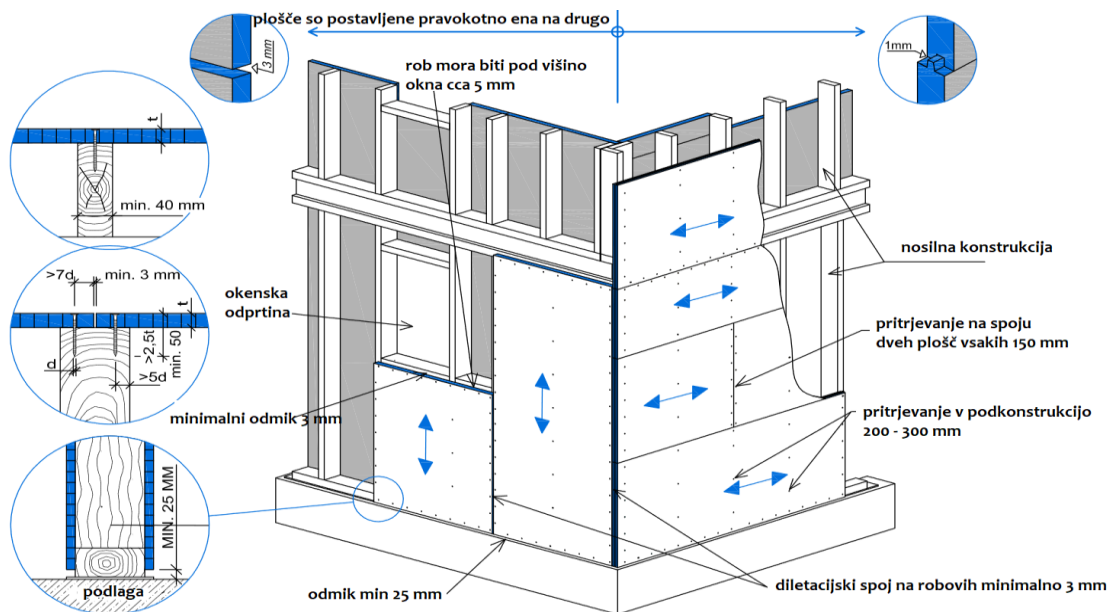 plošče so postavljene pravokotno ena na drugo
3 mm
1mm
rob mora biti pod višino
okna cca 5 mm
t
min. 40 mm
nosilna konstrukcija
>7d
min. 3 mm
t
okenska
odprtina
>2,5t
min. 50
d
>5d
pritrjevanje na spoju
dveh plošč vsakih 150 mm
minimalni odmik 3 mm
pritrjevanje v podkonstrukcijo
200 - 300 mm
MIN. 25 MM
podlaga
odmik min 25 mm
diletacijski spoj na robovih minimalno 3 mm